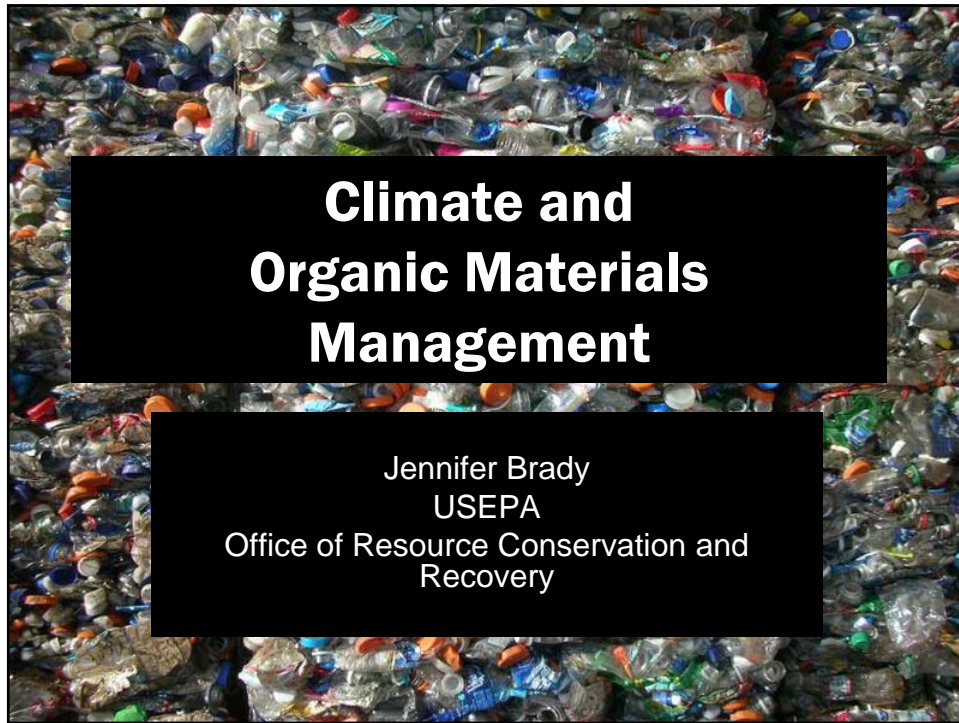 Climate and
Organic Materials
Management
Jennifer Brady
USEPA
Office of Resource Conservation and
Recovery